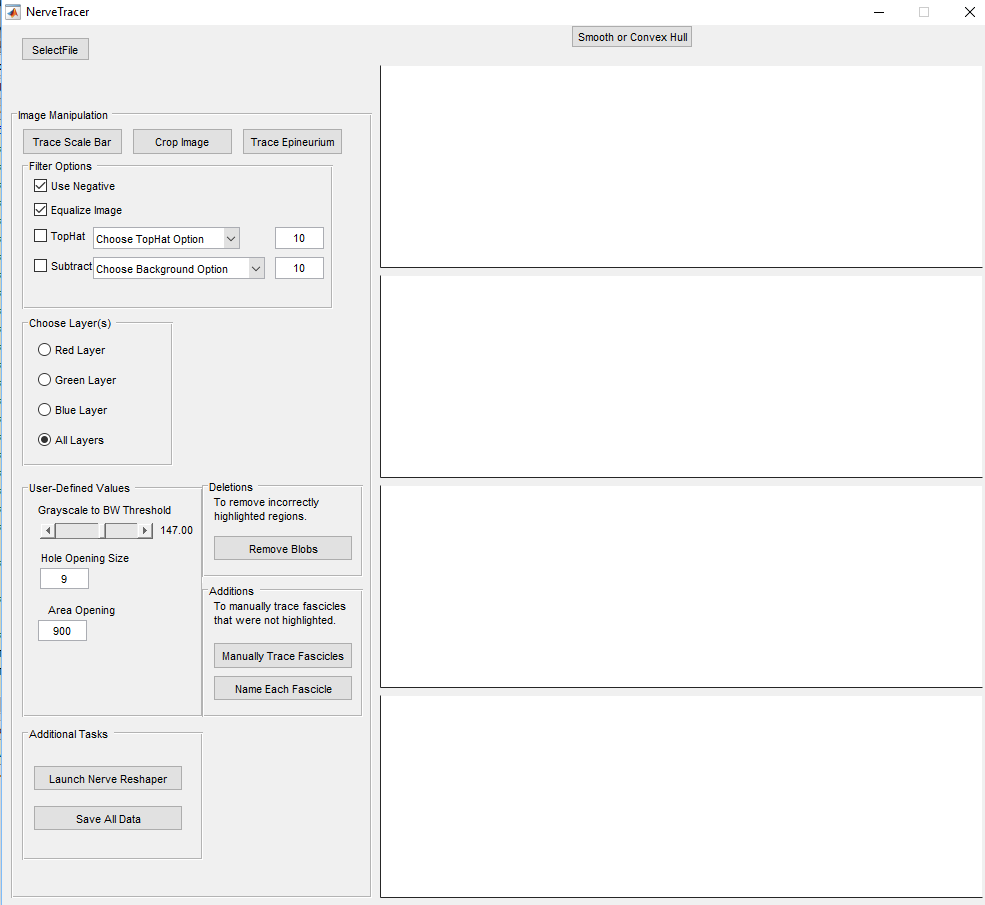 NerveTracer
SelectFile
Smooth or Convex Hull
Image Manipulation
Trace Scale Bar
Crop Image
Trace Epineurium
Filter Options
Use Negative
Equalize Image
TopHat
Choose TopHat Option
10
Subtract
Choose Background Option
10
Choose Layer(s)
Red Layer
Green Layer
Blue Layer
All Layers
User-Defined Values
Grayscale to BW Threshold
147.00
Hole Opening Size
9
Area Opening
900
Deletions
To remove incorrectly
highlighted regions.
Remove Blobs
Additions
To manually trace fascicles
that were not highlighted.
Manually Trace Fascicles
Name Each Fascicle
Additional Tasks
Launch Nerve Reshaper
Save All Data